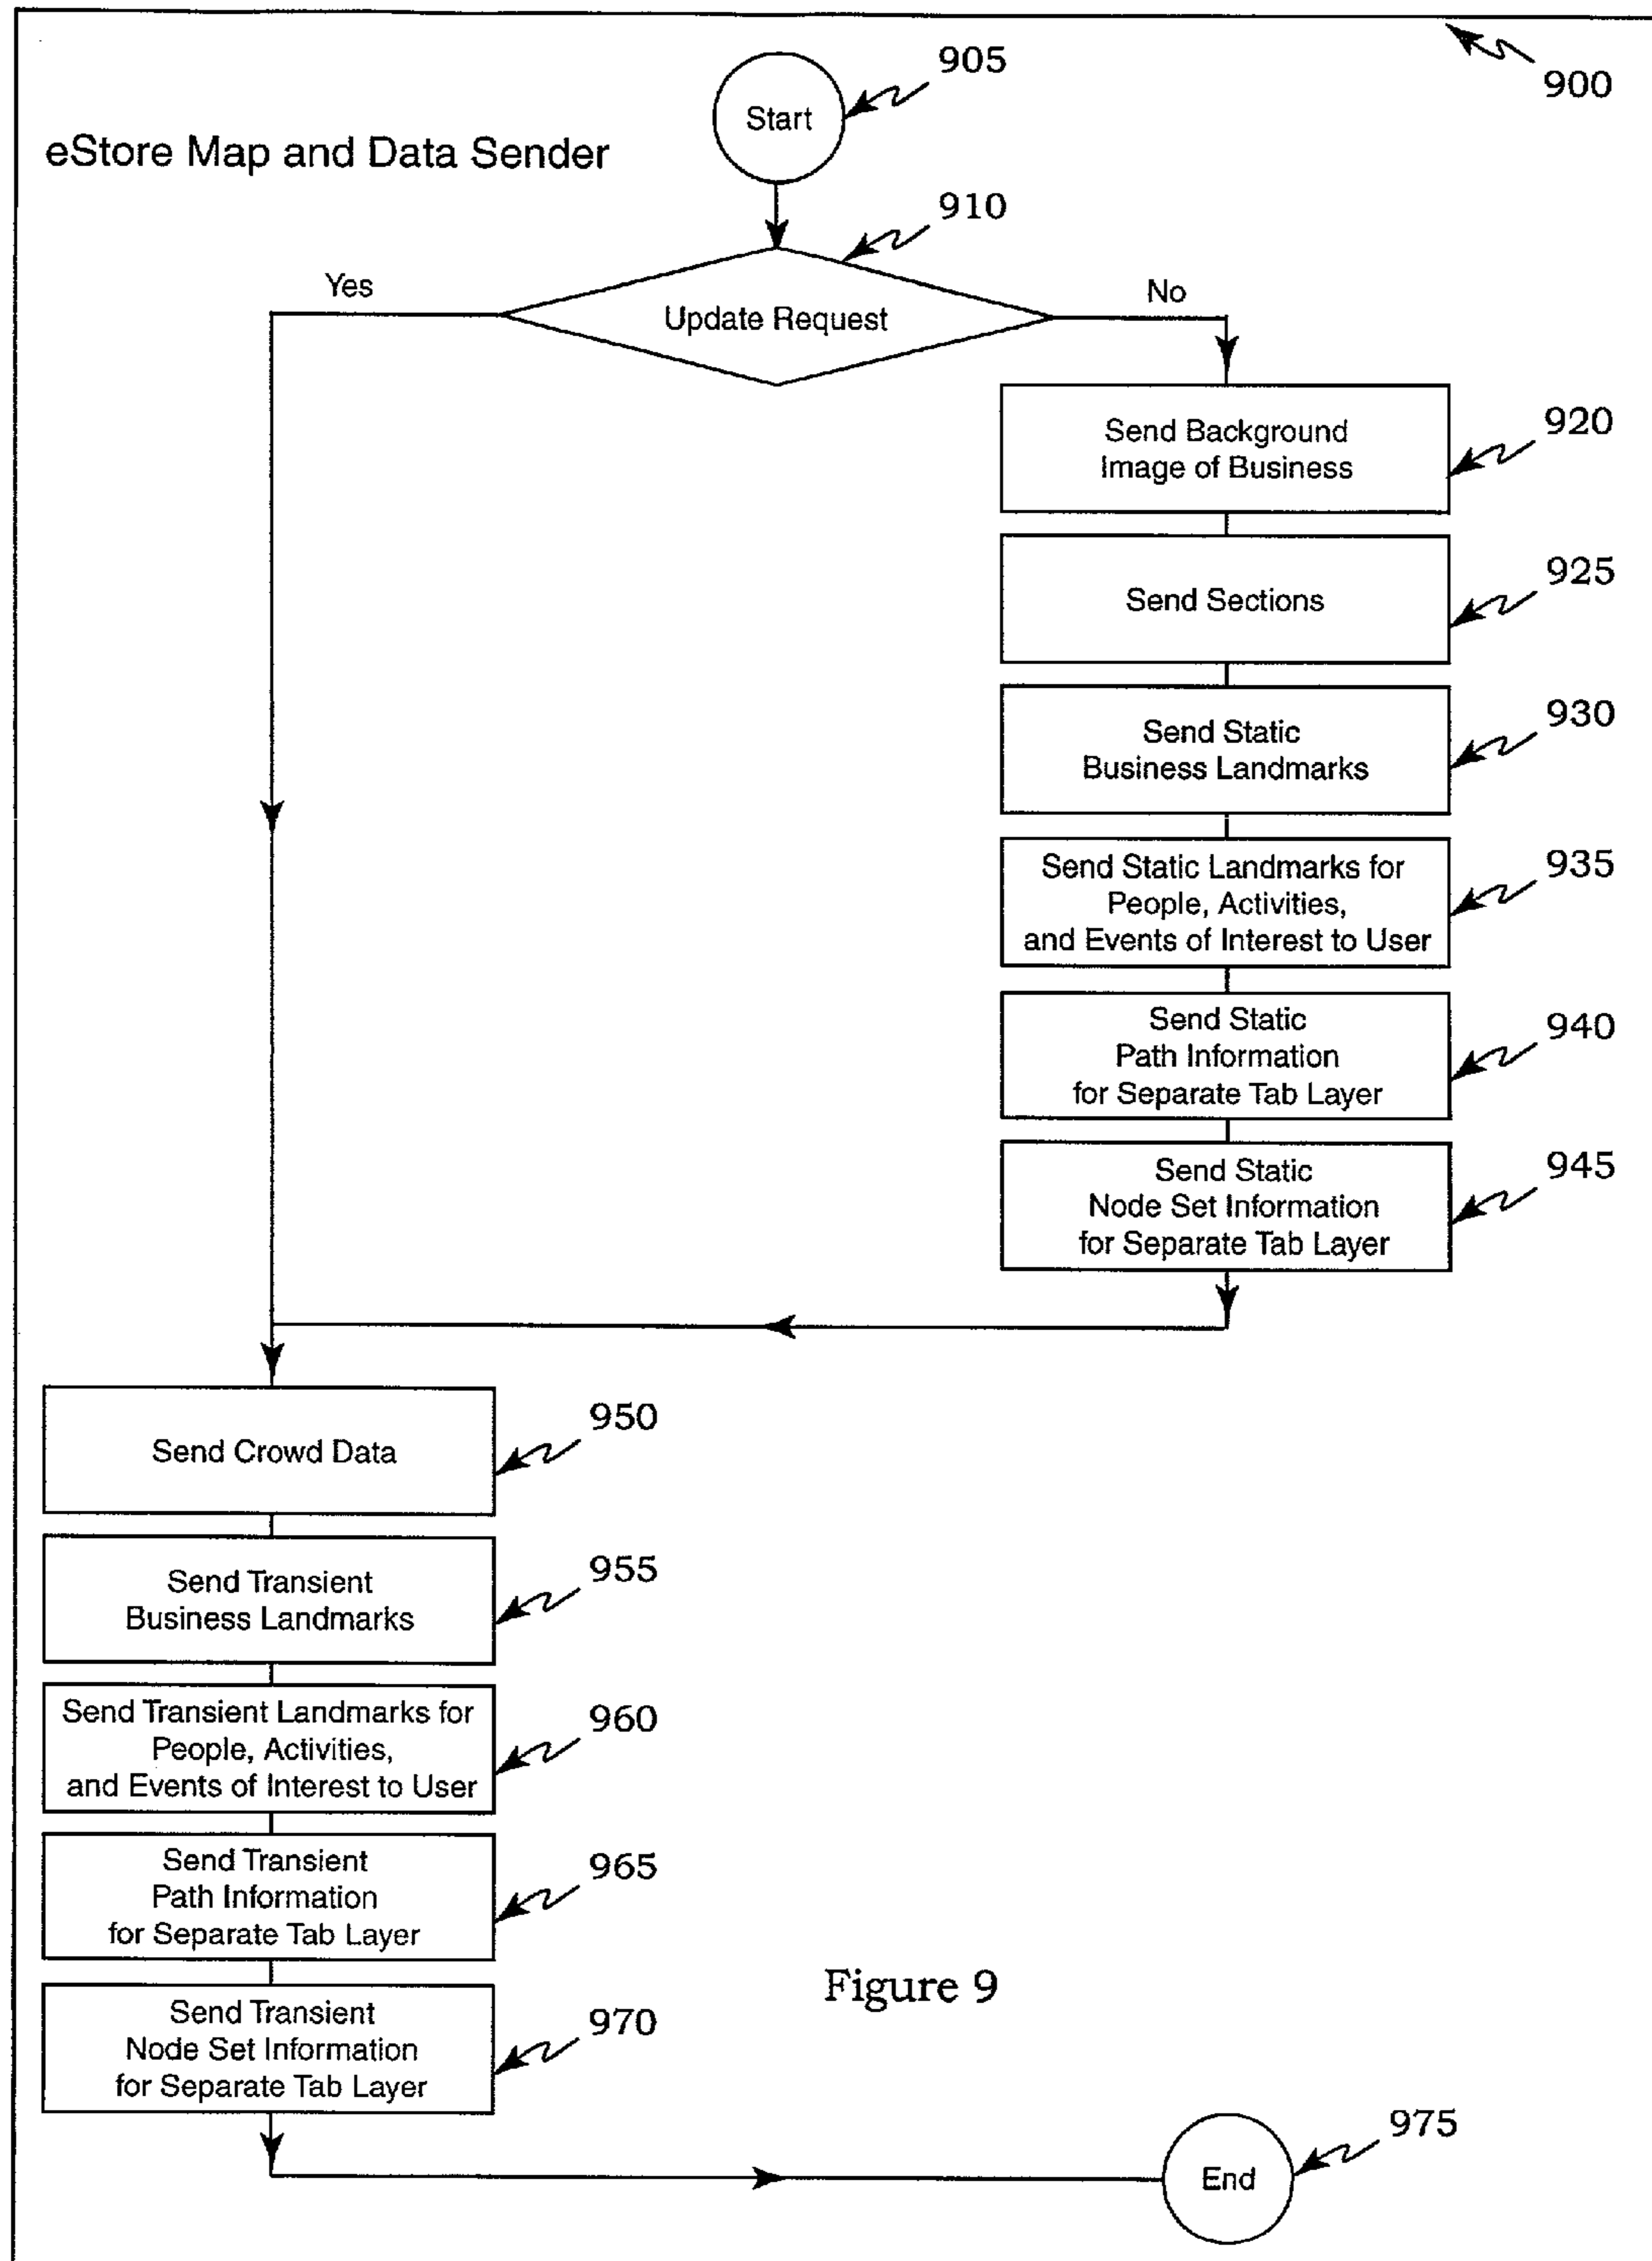 900
905
Start
eStore Map and Data Sender
910
Yes
Update Request
No
920
Send Background
Image of Business
925
Send Sections
930
Send Static
Business Landmarks
935
Send Static Landmarks for
People, Activities,
and Events of Interest to User
940
Send Static
Path Information
for Separate Tab Layer
945
Send Static
Node Set Information
for Separate Tab Layer
950
Send Crowd Data
955
Send Transient
Business Landmarks
960
Send Transient Landmarks for
People, Activities,
and Events of Interest to User
965
Send Transient
Path Information
for Separate Tab Layer
970
Send Transient
Node Set Information
for Separate Tab Layer
Figure 9
975
End